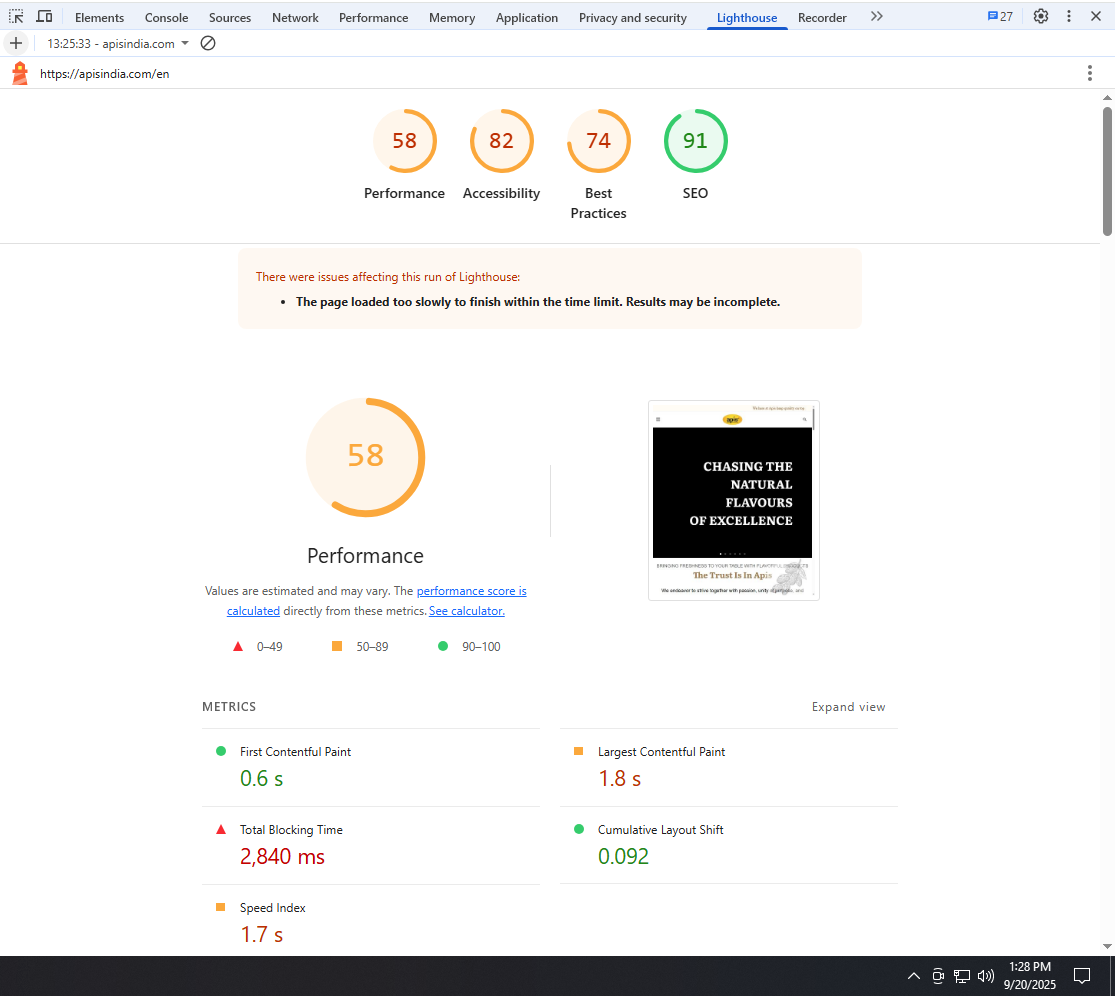 Elements Console Sources Network Performance Memory Application Privacy and security Lighthouse Recorder 27
13:25:33 - apisindia.com
https://apisindia.com/en
58 82 74 91
Performance Accessibility Best Practices SEO
There were issues affecting this run of Lighthouse:
• The page loaded too slowly to finish within the time limit. Results may be incomplete.
58
Performance
Values are estimated and may vary. The performance score is
calculated directly from these metrics. See calculator.
0–49 50–89 90–100
apis
CHASING THE
NATURAL
FLAVOURS
OF EXCELLENCE
BRINGING FRESHNESS TO YOUR TABLE WITH FLAVORFUL PRODUCTS
The Trust Is In Apis
We endeavor to strive together with passion, unity of purpose, and
METRICS
Expand view
First Contentful Paint
0.6 s
Largest Contentful Paint
1.8 s
Total Blocking Time
2,840 ms
Cumulative Layout Shift
0.092
Speed Index
1.7 s
1:28 PM
9/20/2025